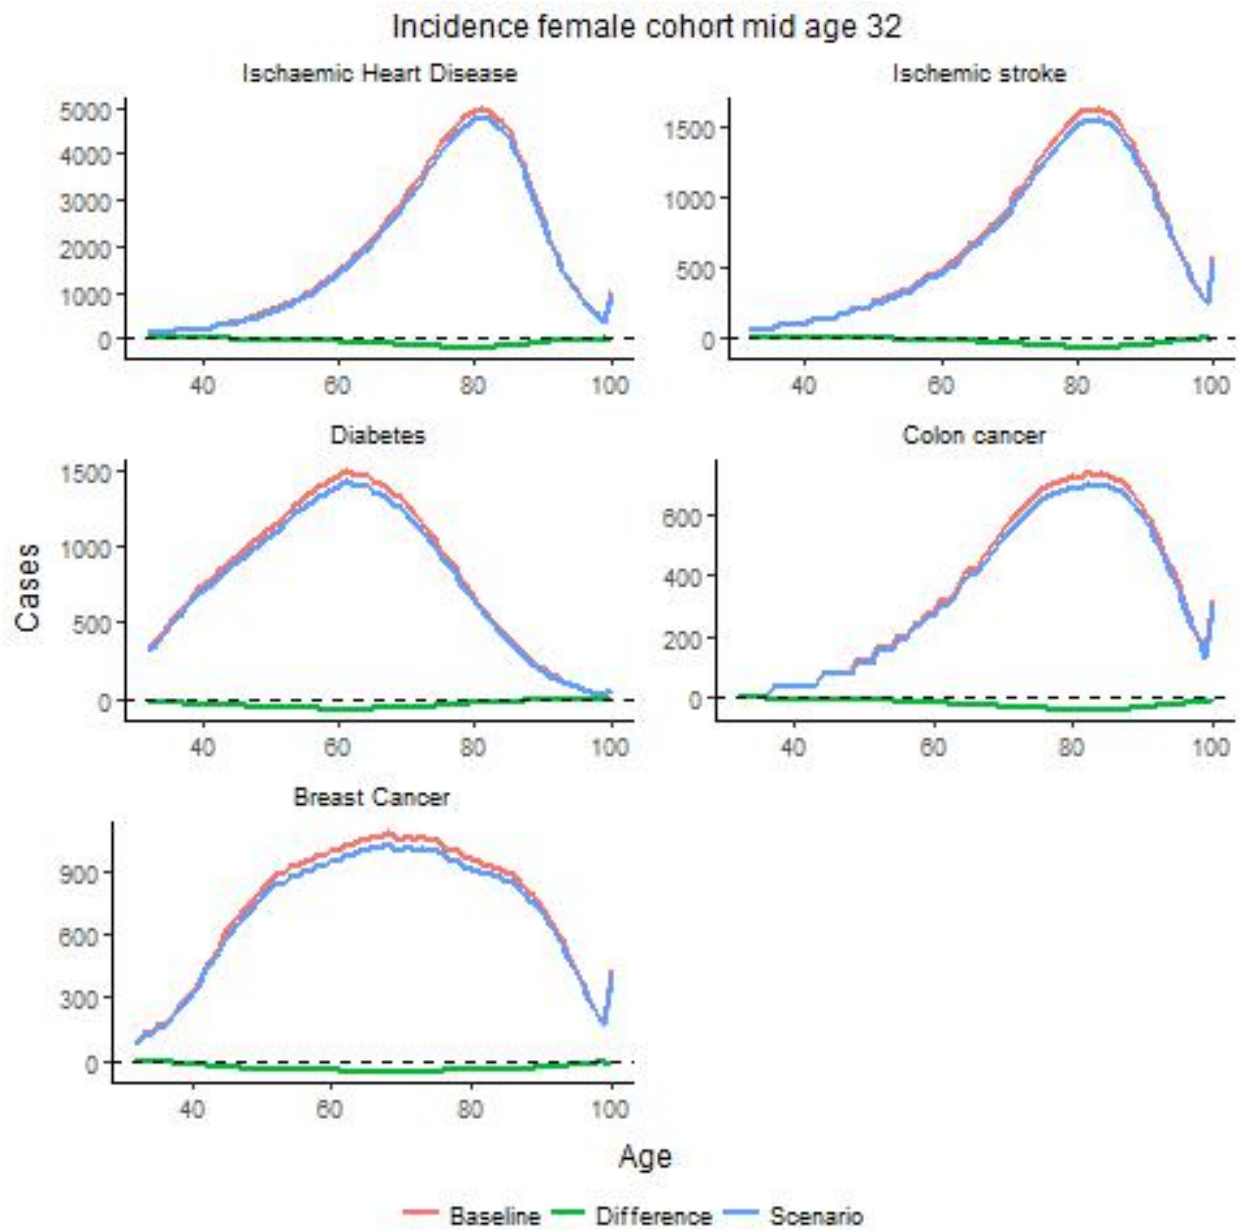 Incidence female cohort mid age 32
Ischaemic Heart Disease
Ischemic stroke
5000
4000
3000
2000
1000
0
40 60 80 100
1500
1000
500
0
40 60 80 100
Diabetes
Colon cancer
1500
1000
500
0
40 60 80 100
600
400
200
0
40 60 80 100
Cases
Breast Cancer
900
600
300
0
40 60 80 100
Age
Baseline Difference Scenario